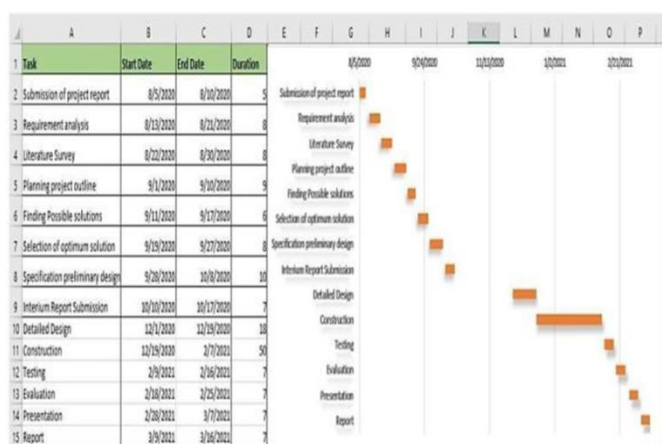 A B C D E F G H I J K L M N O P
1 Task Start Date End Date Duration
2 Submission of project report 8/5/2020 8/10/2020 5
3 Requirement analysis 8/13/2020 8/21/2020 8
4 Literature Survey 8/22/2020 8/30/2020 8
5 Planning project outline 9/1/2020 9/10/2020 9
6 Finding Possible solutions 9/11/2020 9/17/2020 6
7 Selection of optimum solution 9/19/2020 9/27/2020 8
8 Specification preliminary design 9/28/2020 10/8/2020 10
9 Interium Report Submission 10/10/2020 10/17/2020 7
10 Detailed Design 12/1/2020 12/19/2020 18
11 Construction 12/19/2020 2/7/2021 50
12 Testing 2/9/2021 2/16/2021 7
13 Evaluation 2/18/2021 2/25/2021 7
14 Presentation 2/28/2021 3/7/2021 7
15 Report 3/9/2021 3/16/2021 7
8/5/2020 9/24/2020 11/13/2020 1/2/2021 2/21/2021
Submission of project report
Requirement analysis
Literature Survey
Planning project outline
Finding Possible solutions
Selection of optimum solution
Specification preliminary design
Interium Report Submission
Detailed Design
Construction
Testing
Evaluation
Presentation
Report